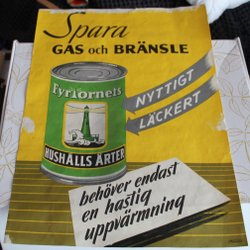 Spara
GAS och BRÄNSLE
Fyrtornets
HUSHÅLLS ÄRTER
NYTTIGT
LÄCKERT
behöver endast
en hastig
uppvärmning